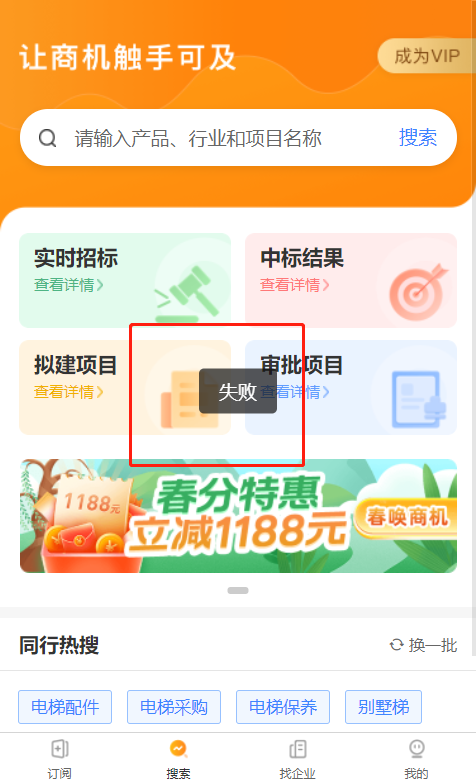 让商机触手可及
成为VIP
请输入产品、行业和项目名称
搜索
实时招标
查看详情
中标结果
查看详情
拟建项目
查看详情
审批项目
查看详情
失败
1188元
春分特惠
立减1188元
春唤商机
同行热搜
换一批
电梯配件
电梯采购
电梯保养
别墅梯
订阅
搜索
找企业
我的